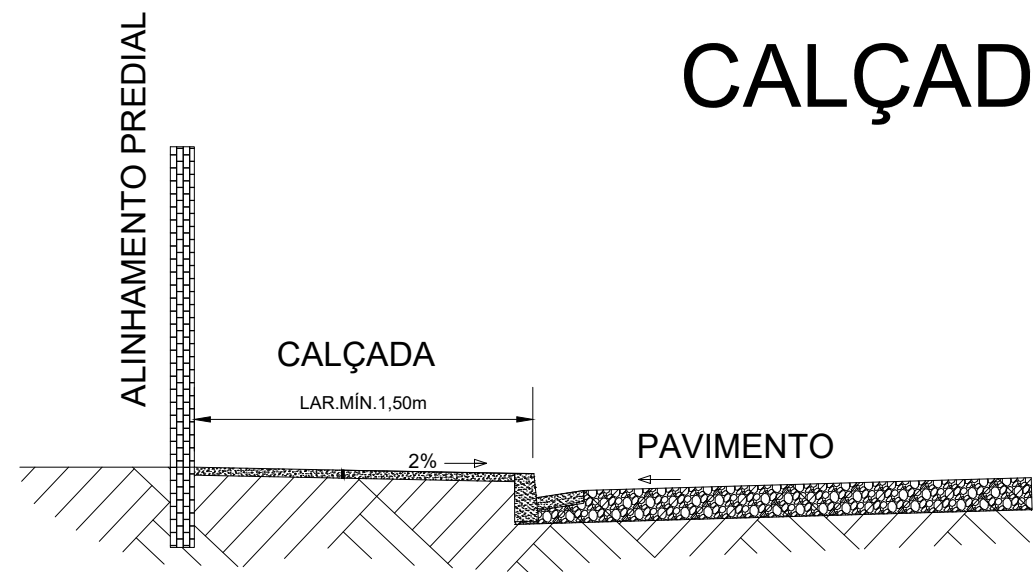 CALÇAD
ALINHAMENTO PREDIAL
CALÇADA
LAR.MÍN.1,50m
2%
PAVIMENTO